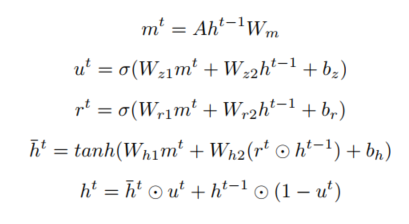 m^t = Ah^{t-1}W_m
u^t = σ(W_{z1}m^t + W_{z2}h^{t-1} + b_z)
r^t = σ(W_{r1}m^t + W_{r2}h^{t-1} + b_r)
h̄^t = tanh(W_{h1}m^t + W_{h2}(r^t ⊙ h^{t-1}) + b_h)
h^t = h̄^t ⊙ u^t + h^{t-1} ⊙ (1 − u^t)